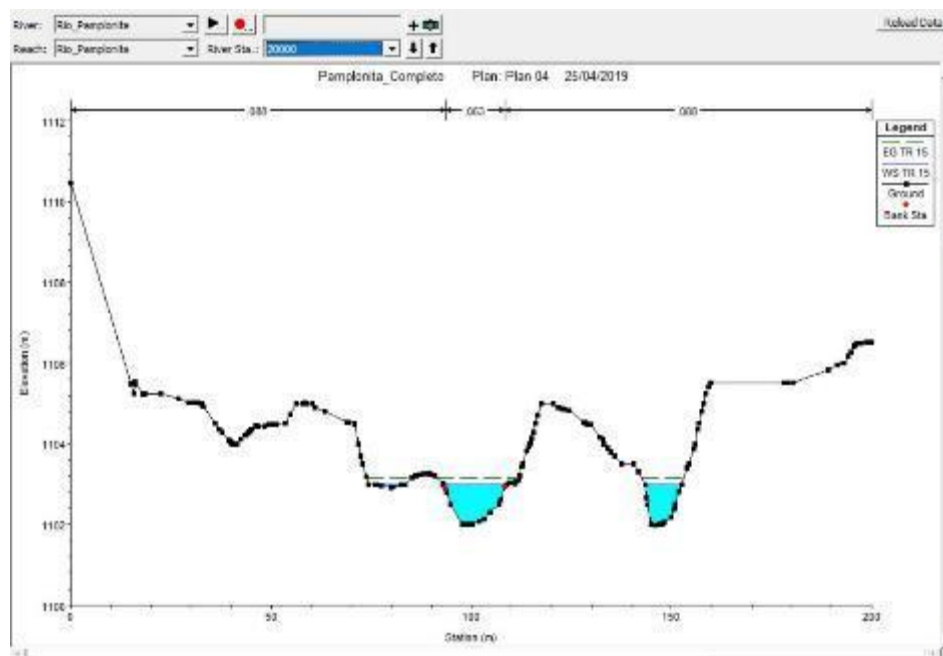 River: Rio_Pamplonita
Reload Data
Reach: Rio_Pamplonita River Sta.: 20000
Pamplonita_Completo Plan: Plan 04 25/04/2019
.063
Legend
EG TR 15
WS TR 15
Ground
Bank Sta
1112
1110
1108
1106
1104
1102
1100
Elevation (m)
0 50 100 150 200
Station (m)